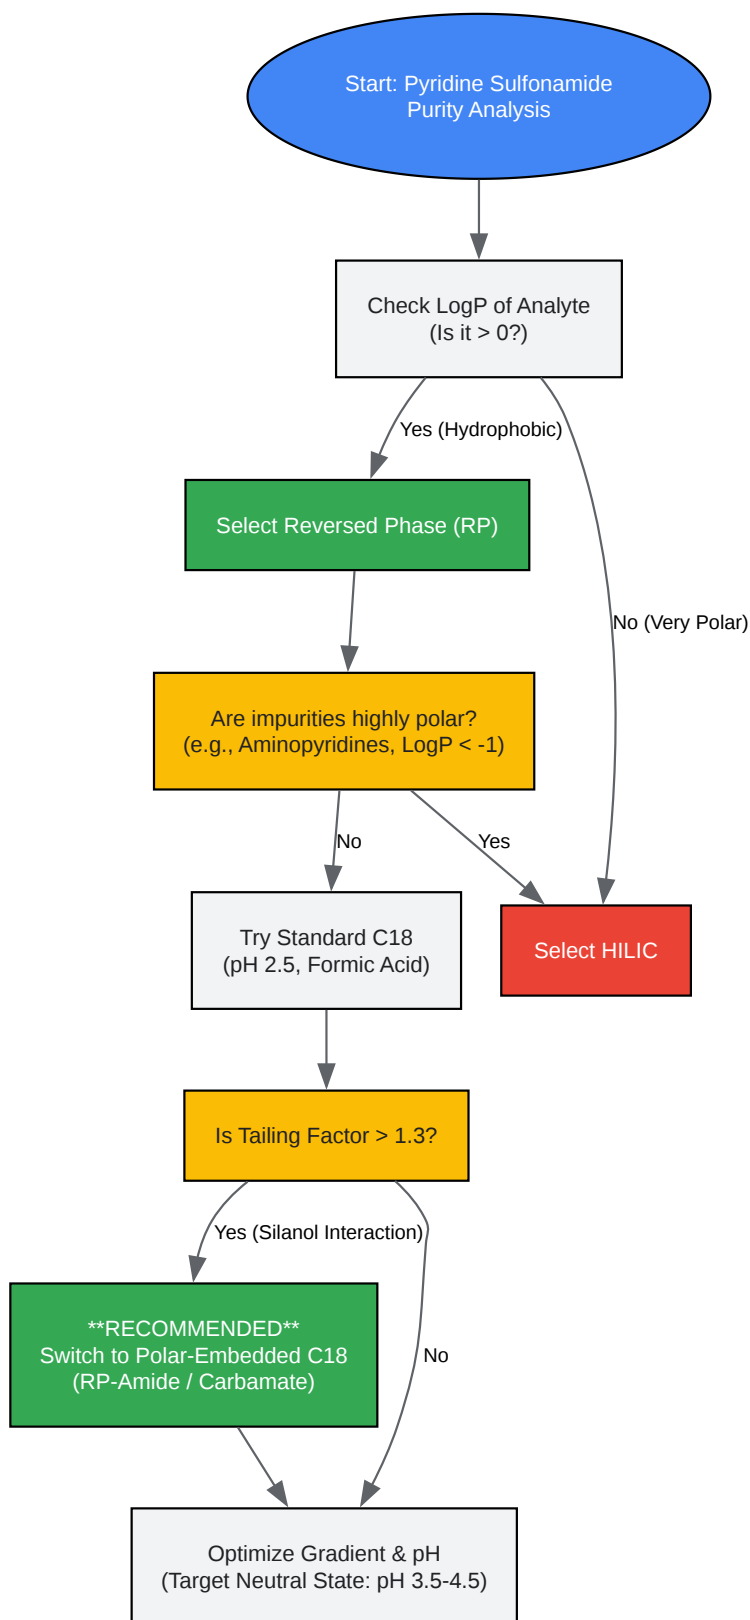 Start: Pyridine Sulfonamide
Purity Analysis
Check LogP of Analyte
(Is it > 0?)
Yes (Hydrophobic)
Select Reversed Phase (RP)
No (Very Polar)
Are impurities highly polar?
(e.g., Aminopyridines, LogP < -1)
No
Yes
Try Standard C18
(pH 2.5, Formic Acid)
Select HILIC
Is Tailing Factor > 1.3?
Yes (Silanol Interaction)
**RECOMMENDED**
Switch to Polar-Embedded C18
(RP-Amide / Carbamate)
No
Optimize Gradient & pH
(Target Neutral State: pH 3.5-4.5)